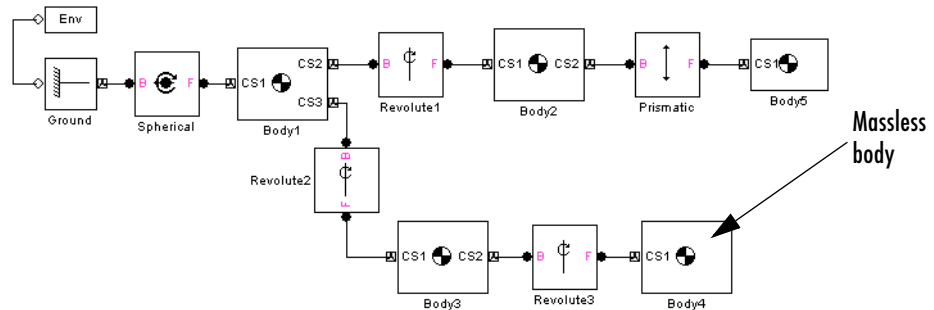 Env
Ground
B F
Spherical
CS1 CS2
CS3
Body1
B F
Revolute1
CS1 CS2
Body2
B F
Prismatic
CS1
Body5
Massless
body
B
Revolute2
F
CS1 CS2
Body3
B F
Revolute3
CS1
Body4